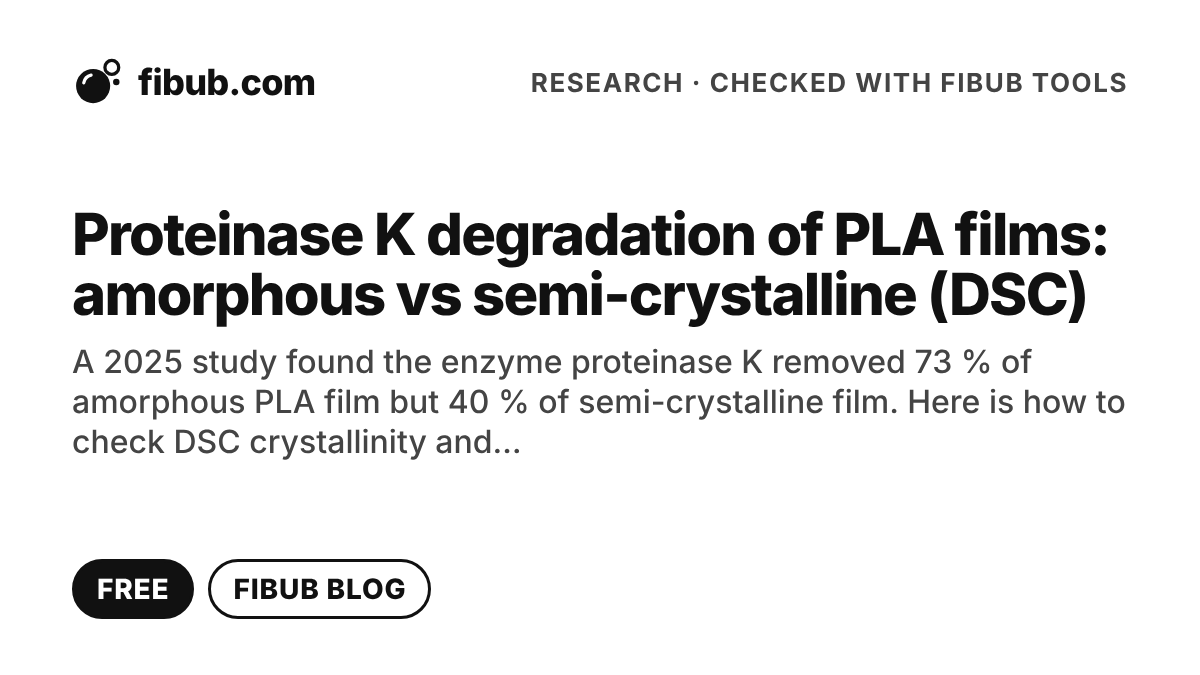 fibub.com
RESEARCH · CHECKED WITH FIBUB TOOLS
Proteinase K degradation of PLA films:
amorphous vs semi-crystalline (DSC)
A 2025 study found the enzyme proteinase K removed 73 % of
amorphous PLA film but 40 % of semi-crystalline film. Here is how to
check DSC crystallinity and…
FREE
FIBUB BLOG